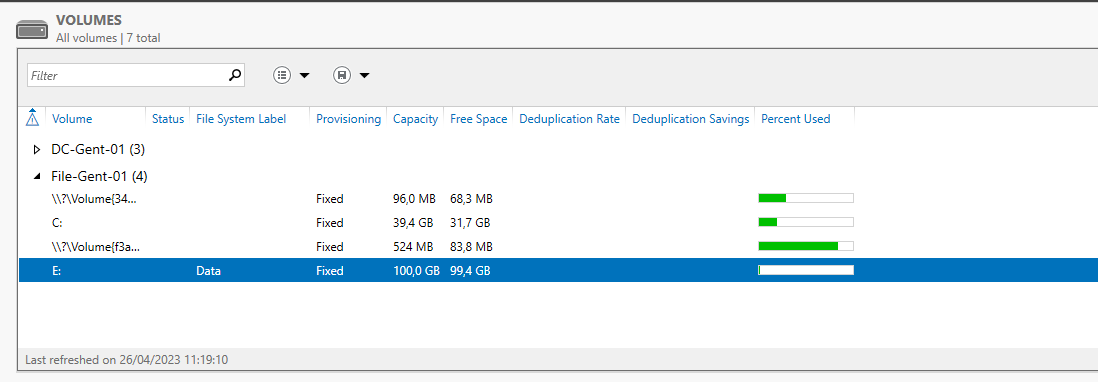 VOLUMES
All volumes | 7 total
Filter
Volume Status File System Label Provisioning Capacity Free Space Deduplication Rate Deduplication Savings Percent Used
DC-Gent-01 (3)
File-Gent-01 (4)
\\?\Volume{34... Fixed 96,0 MB 68,3 MB
C: Fixed 39,4 GB 31,7 GB
\\?\Volume{f3a... Fixed 524 MB 83,8 MB
E: Data Fixed 100,0 GB 99,4 GB
Last refreshed on 26/04/2023 11:19:10